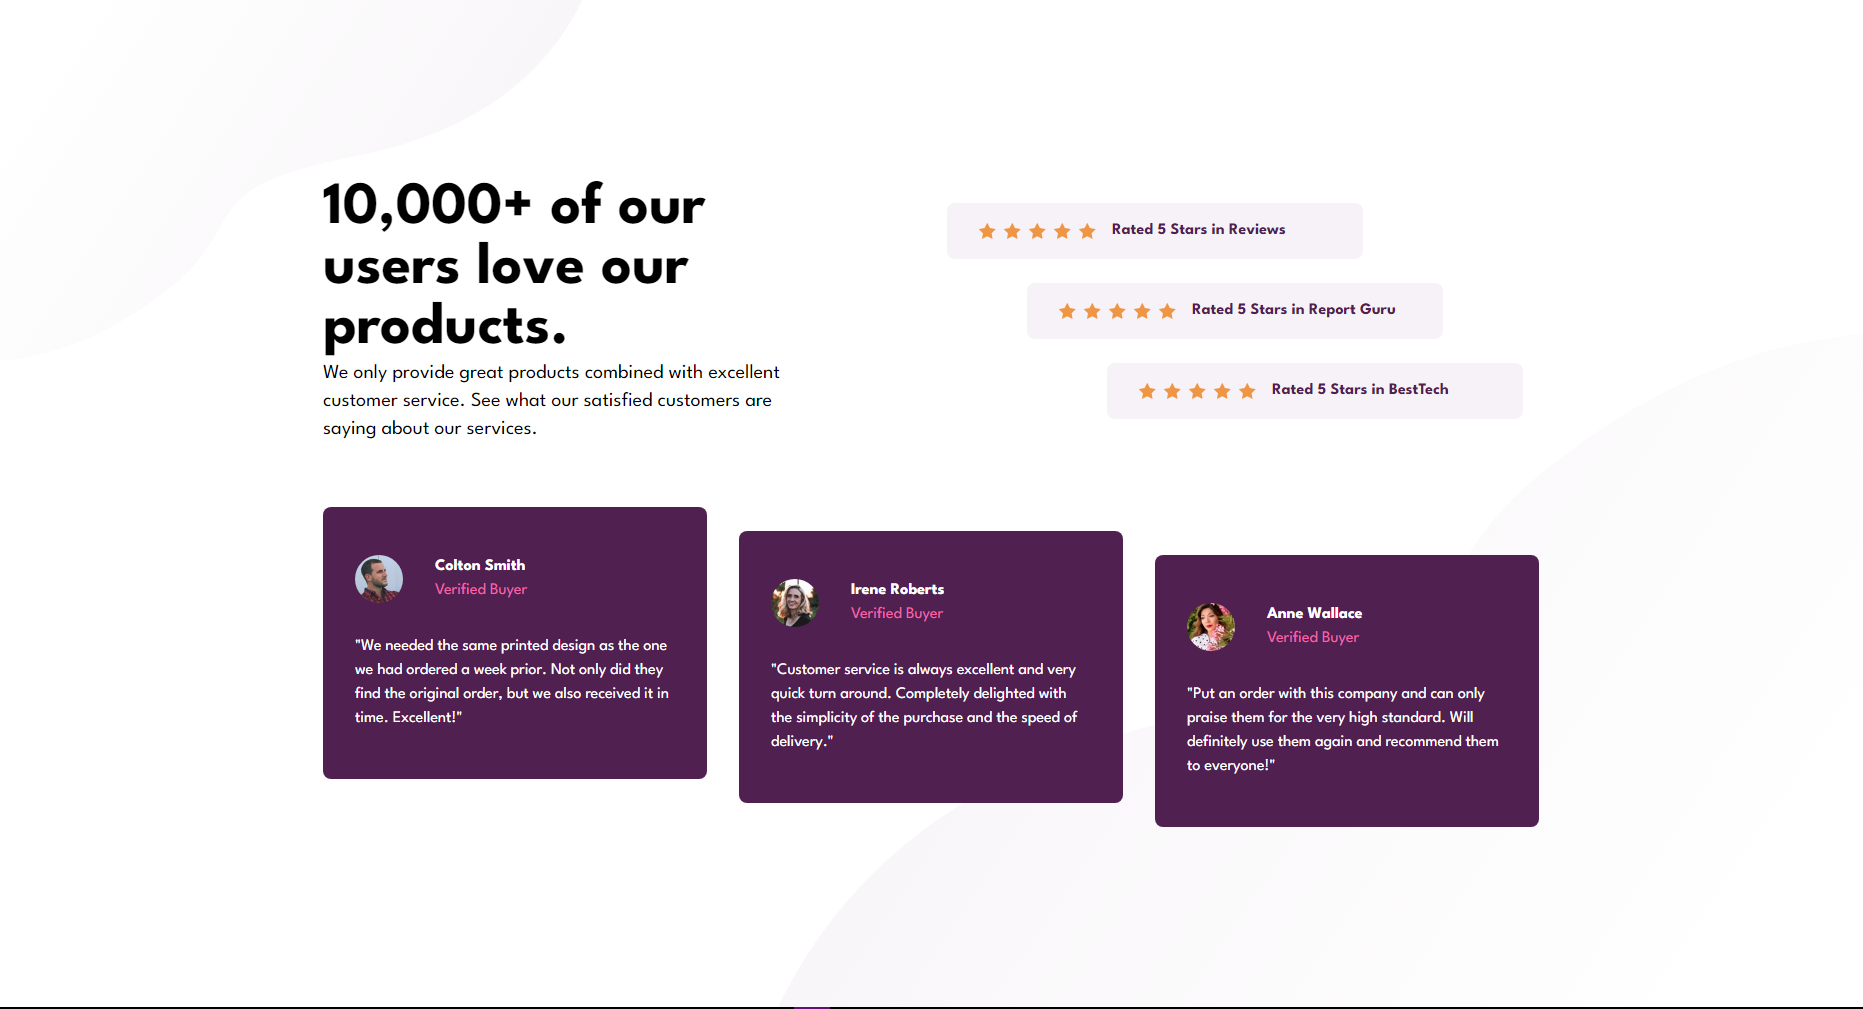 10,000+ of our
users love our
products.
We only provide great products combined with excellent
customer service. See what our satisfied customers are
saying about our services.
Rated 5 Stars in Reviews
Rated 5 Stars in Report Guru
Rated 5 Stars in BestTech
Colton Smith
Verified Buyer
"We needed the same printed design as the one
we had ordered a week prior. Not only did they
find the original order, but we also received it in
time. Excellent!"
Irene Roberts
Verified Buyer
"Customer service is always excellent and very
quick turn around. Completely delighted with
the simplicity of the purchase and the speed of
delivery."
Anne Wallace
Verified Buyer
"Put an order with this company and can only
praise them for the very high standard. Will
definitely use them again and recommend them
to everyone!"